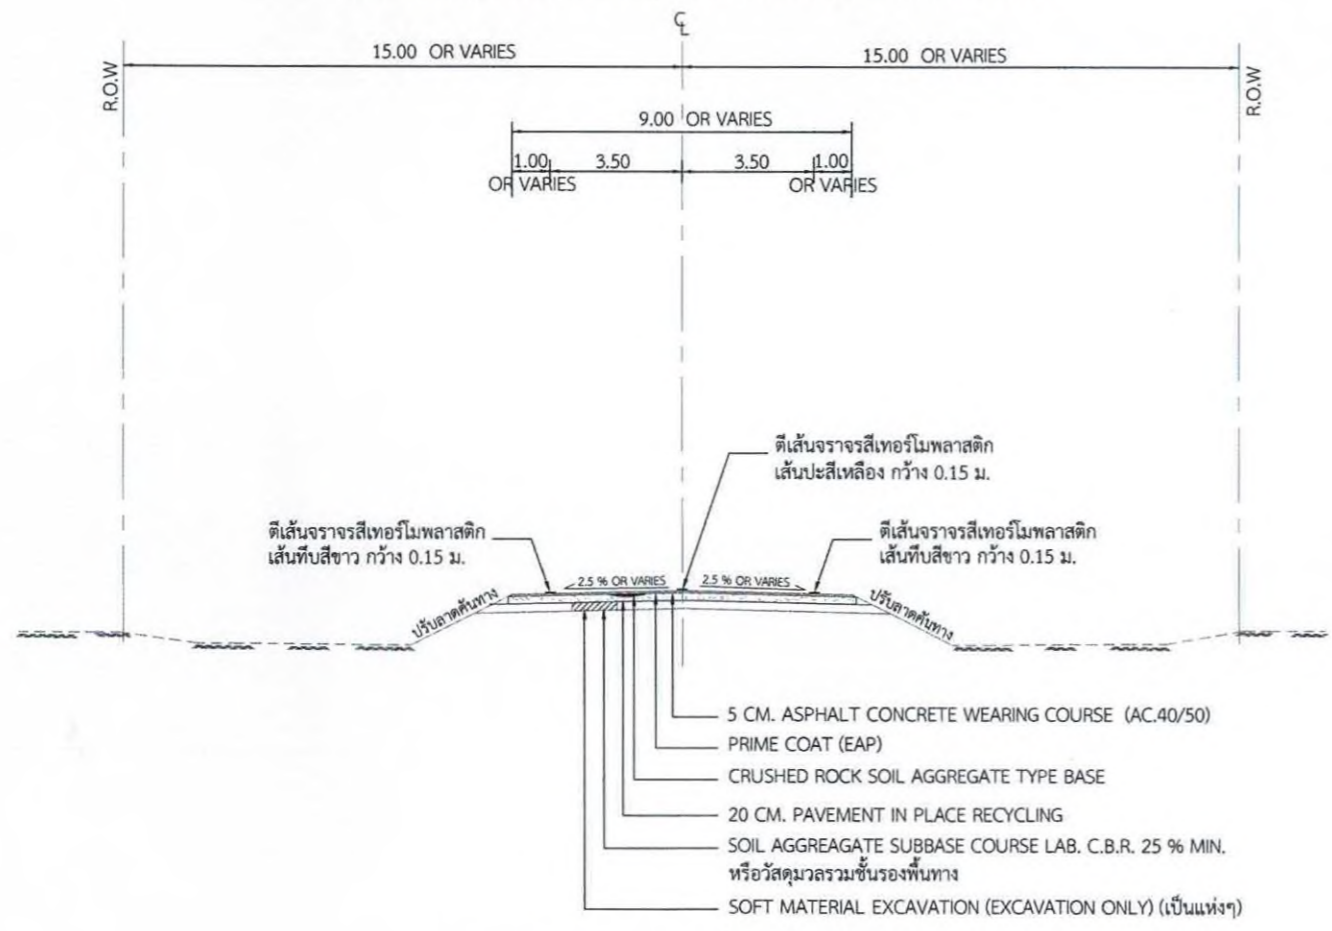 ℄
15.00 OR VARIES
15.00 OR VARIES
R.O.W
R.O.W
9.00 OR VARIES
1.00
3.50
3.50
1.00
OR VARIES
OR VARIES
ตีเส้นจราจรสีเทอร์โมพลาสติก
เส้นปะสีเหลือง กว้าง 0.15 ม.
ตีเส้นจราจรสีเทอร์โมพลาสติก
เส้นทึบสีขาว กว้าง 0.15 ม.
ตีเส้นจราจรสีเทอร์โมพลาสติก
เส้นทึบสีขาว กว้าง 0.15 ม.
2.5 % OR VARIES
2.5 % OR VARIES
ปรับลาดคันทาง
ปรับลาดคันทาง
5 CM. ASPHALT CONCRETE WEARING COURSE (AC.40/50)
PRIME COAT (EAP)
CRUSHED ROCK SOIL AGGREGATE TYPE BASE
20 CM. PAVEMENT IN PLACE RECYCLING
SOIL AGGREAGATE SUBBASE COURSE LAB. C.B.R. 25 % MIN.
หรือวัสดุมวลรวมชั้นรองพื้นทาง
SOFT MATERIAL EXCAVATION (EXCAVATION ONLY) (เป็นแห่งๆ)